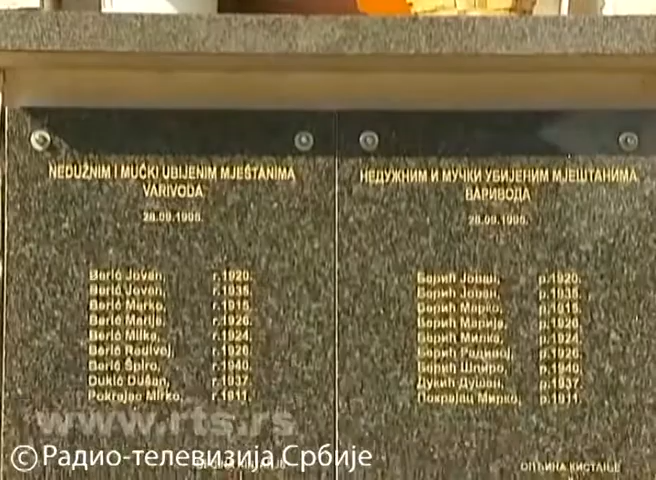 NEDUŽNIM I MUČKI UBIJENIM MJEŠTANIMA
VARIVODA
28.09.1995.
Berić Jovan, r.1920.
Berić Jovan, r.1935.
Berić Marko, r.1915.
Berić Marija, r.1926.
Berić Milka, r.1924.
Berić Radivoj, r.1926.
Berić Špiro, r.1940.
Dukić Dušan, r.1937.
Pokrajac Mirko, r.1911.
НЕДУЖНИМ И МУЧКИ УБИЈЕНИМ МЈЕШТАНИМА
ВАРИВОДА
28.09.1995.
Берић Јован, р.1920.
Берић Јован, р.1935.
Берић Марко, р.1915.
Берић Марија, р.1926.
Берић Милка, р.1924.
Берић Радивој, р.1926.
Берић Шпиро, р.1940.
Дукић Душан, р.1937.
Покрајац Мирко, р.1911.
ОПЋИНА КИСТАЊЕ
www.rts.rs
© Радио-телевизија Србије